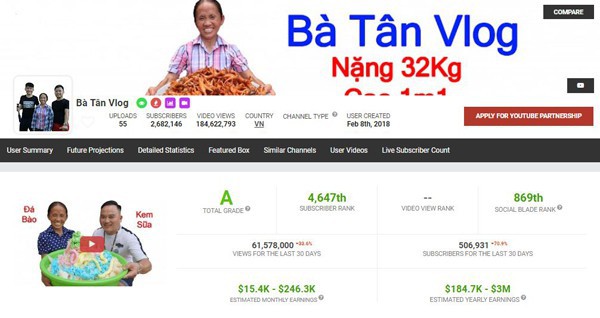 COMPARE
Bà Tân Vlog
Nặng 32Kg
Cao 1m1
Bà Tân Vlog
UPLOADS
55
SUBSCRIBERS
2,682,146
VIDEO VIEWS
184,622,793
COUNTRY
VN
CHANNEL TYPE
USER CREATED
Feb 8th, 2018
APPLY FOR YOUTUBE PARTNERSHIP
User Summary Future Projections Detailed Statistics Featured Box Similar Channels User Videos Live Subscriber Count
Đá
Bào
Kem
Sữa
A
TOTAL GRADE
4,647th
SUBSCRIBER RANK
--
VIDEO VIEW RANK
869th
SOCIAL BLADE RANK
61,578,000
VIEWS FOR THE LAST 30 DAYS
506,931
SUBSCRIBERS FOR THE LAST 30 DAYS
$15.4K - $246.3K
ESTIMATED MONTHLY EARNINGS
$184.7K - $3M
ESTIMATED YEARLY EARNINGS